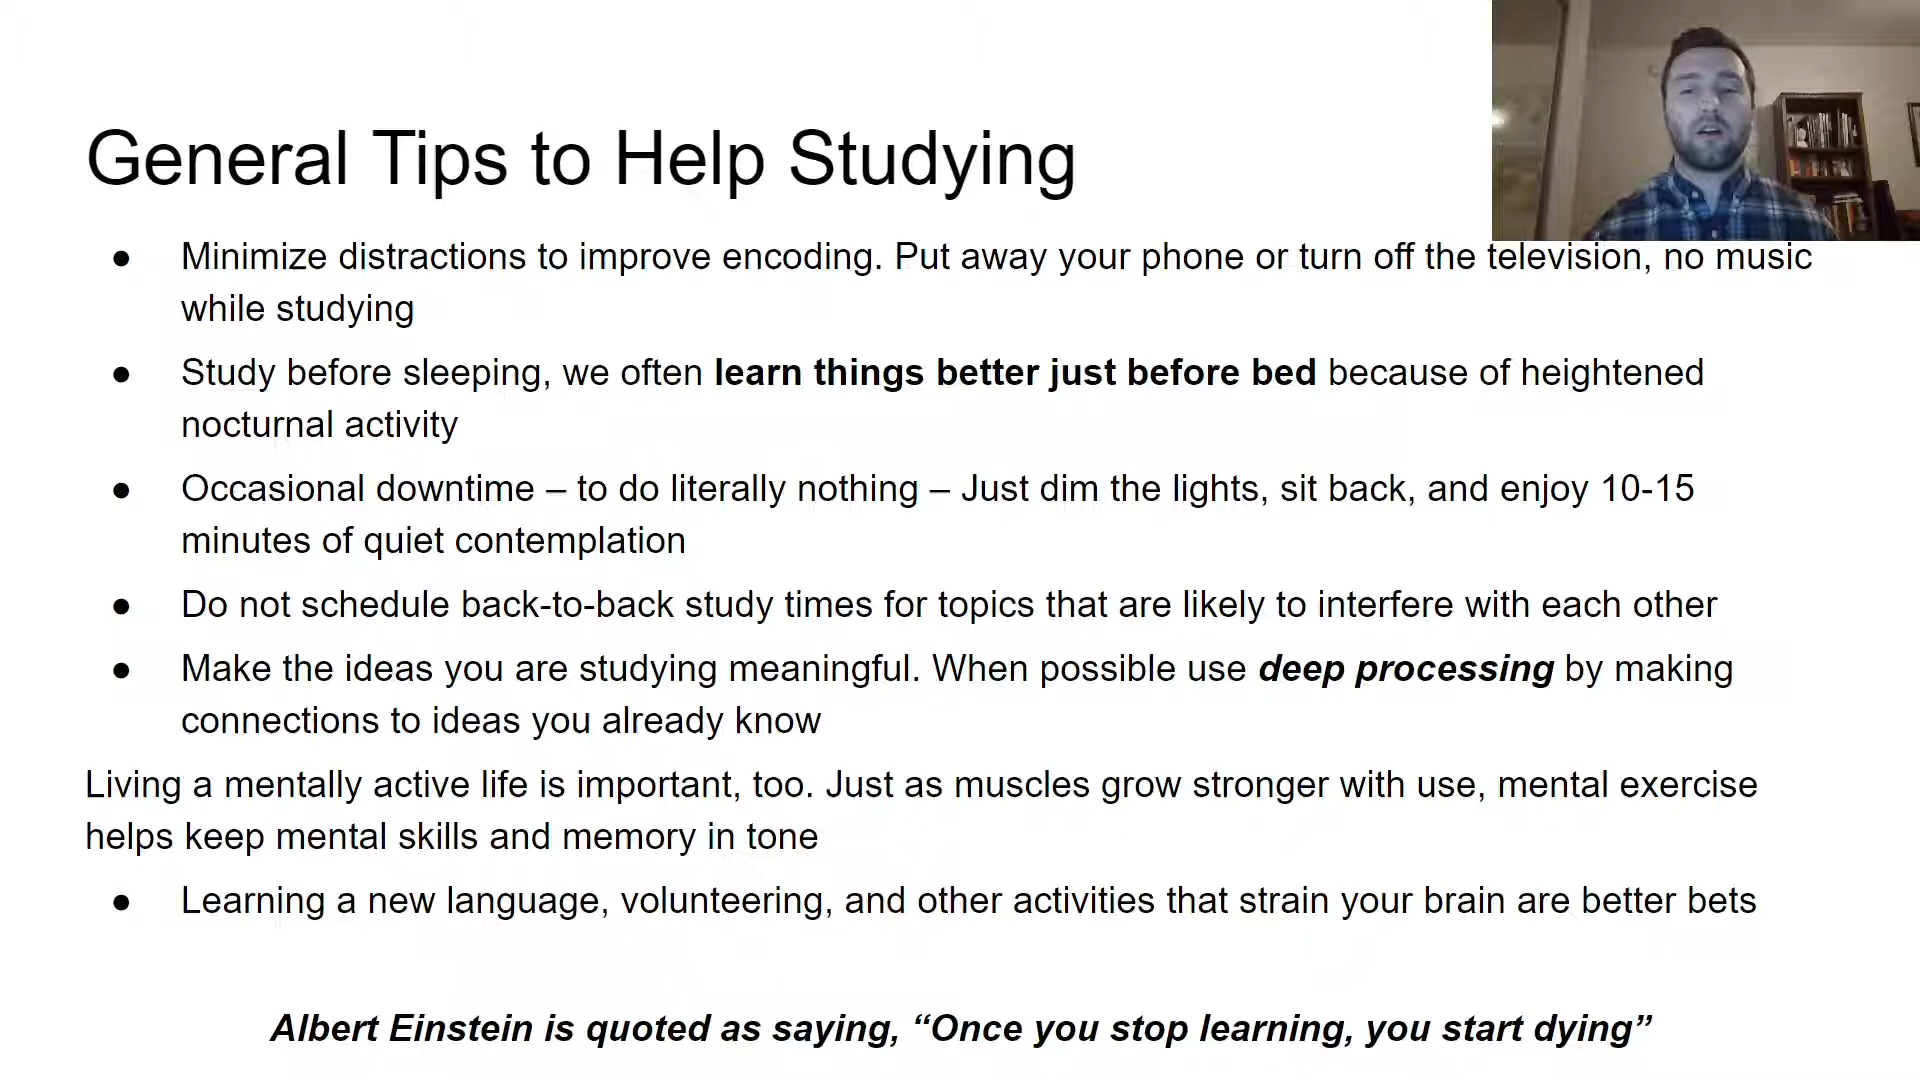 General Tips to Help Studying
● Minimize distractions to improve encoding. Put away your phone or turn off the television, no music
while studying
● Study before sleeping, we often learn things better just before bed because of heightened
nocturnal activity
● Occasional downtime – to do literally nothing – Just dim the lights, sit back, and enjoy 10-15
minutes of quiet contemplation
● Do not schedule back-to-back study times for topics that are likely to interfere with each other
● Make the ideas you are studying meaningful. When possible use deep processing by making
connections to ideas you already know
Living a mentally active life is important, too. Just as muscles grow stronger with use, mental exercise
helps keep mental skills and memory in tone
● Learning a new language, volunteering, and other activities that strain your brain are better bets
Albert Einstein is quoted as saying, “Once you stop learning, you start dying”